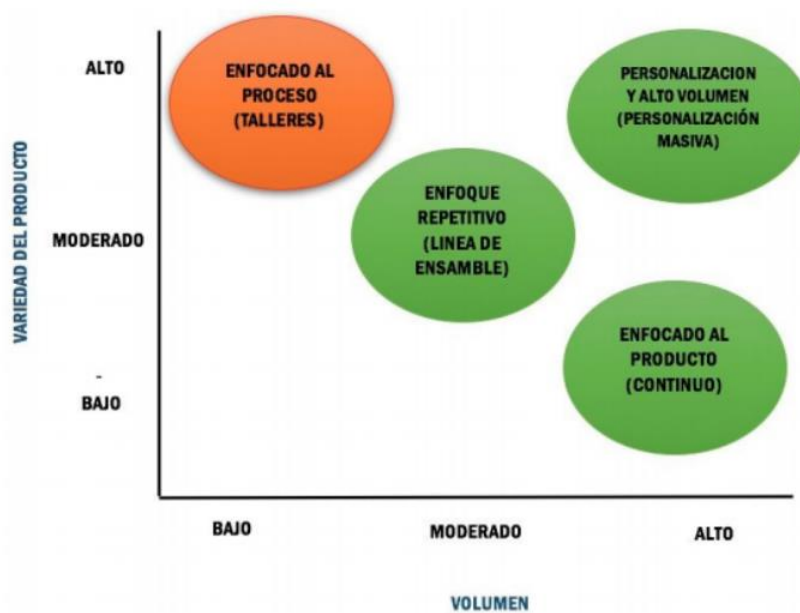 ALTO
ENFOCADO AL
PROCESO
(TALLERES)
PERSONALIZACION
Y ALTO VOLUMEN
(PERSONALIZACIÓN
MASIVA)
VARIEDAD DEL PRODUCTO
MODERADO
ENFOQUE
REPETITIVO
(LINEA DE
ENSAMBLE)
ENFOCADO AL
PRODUCTO
(CONTINUO)
-
BAJO
BAJO
MODERADO
ALTO
VOLUMEN